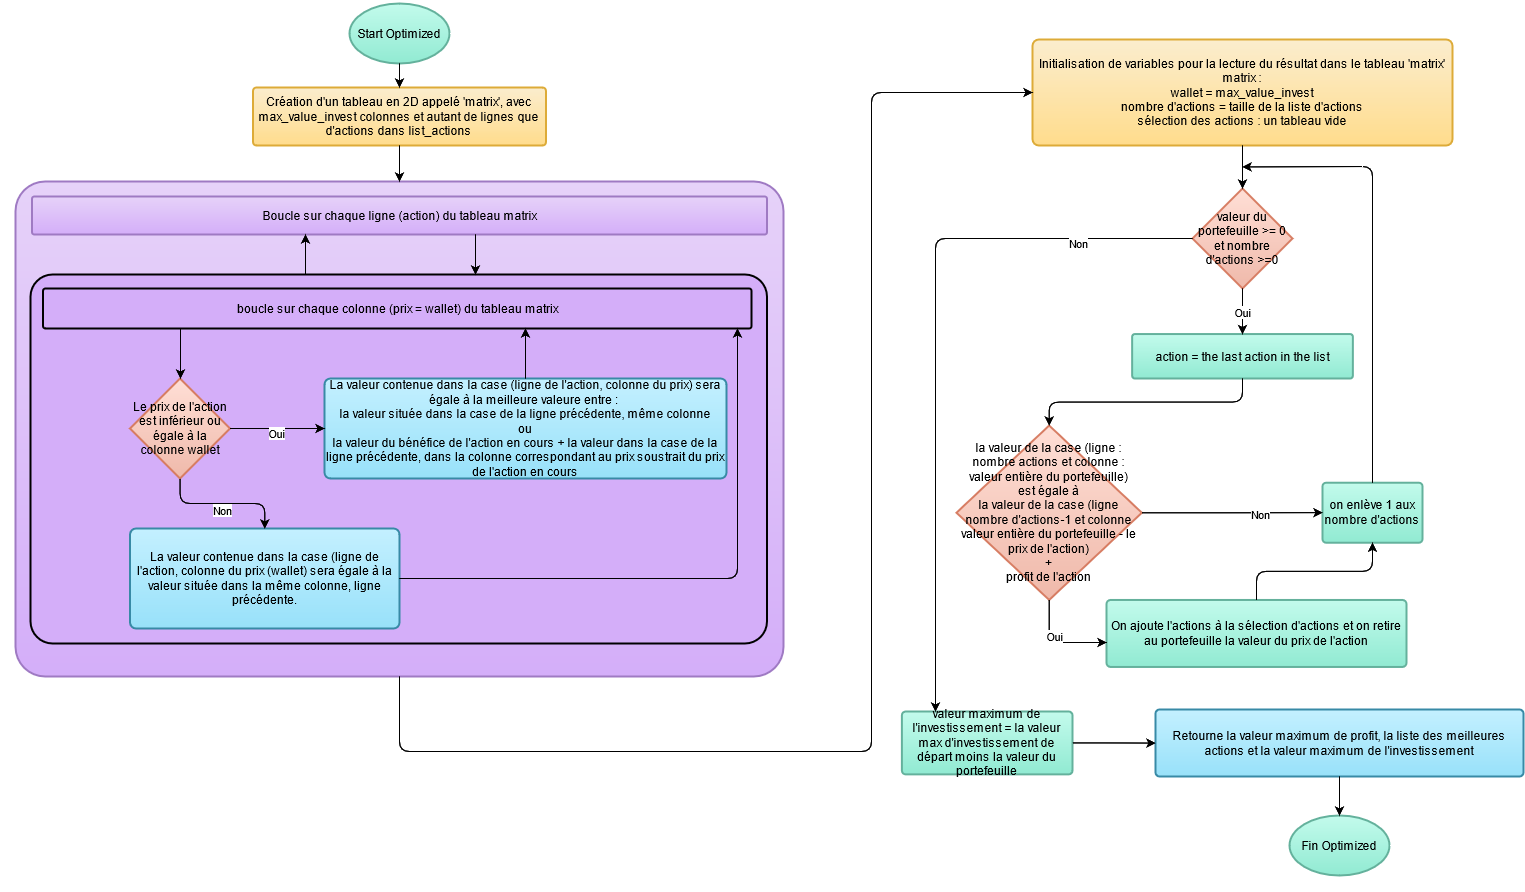 Start Optimized
Création d'un tableau en 2D appelé 'matrix', avec
max_value_invest colonnes et autant de lignes que
d'actions dans list_actions
Boucle sur chaque ligne (action) du tableau matrix
boucle sur chaque colonne (prix = wallet) du tableau matrix
Le prix de l'action
est inférieur ou
égale à la
colonne wallet
Oui
La valeur contenue dans la case (ligne de l'action, colonne du prix) sera
égale à la meilleure valeure entre :
la valeur située dans la case de la ligne précédente, même colonne
ou
la valeur du bénéfice de l'action en cours + la valeur dans la case de la
ligne précédente, dans la colonne correspondant au prix soustrait du prix
de l'action en cours
Non
La valeur contenue dans la case (ligne de
l'action, colonne du prix (wallet) sera égale à la
valeur située dans la même colonne, ligne
précédente.
Initialisation de variables pour la lecture du résultat dans le tableau 'matrix'
matrix :
wallet = max_value_invest
nombre d'actions = taille de la liste d'actions
sélection des actions : un tableau vide
valeur du
portefeuille >= 0
et nombre
d'actions >=0
Non
Oui
action = the last action in the list
la valeur de la case (ligne :
nombre actions et colonne :
valeur entière du portefeuille)
est égale à
la valeur de la case (ligne
nombre d'actions-1 et colonne
valeur entière du portefeuille - le
prix de l'action)
+
profit de l'action
Non
on enlève 1 aux
nombre d'actions
Oui
On ajoute l'actions à la sélection d'actions et on retire
au portefeuille la valeur du prix de l'action
valeur maximum de
l'investissement = la valeur
max d'investissement de
départ moins la valeur du
portefeuille
Retourne la valeur maximum de profit, la liste des meilleures
actions et la valeur maximum de l'investissement
Fin Optimized